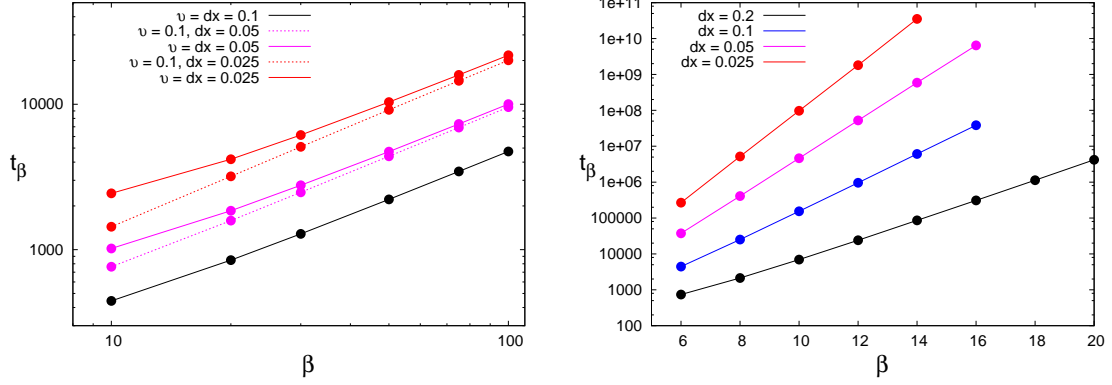 υ = dx = 0.1
υ = 0.1, dx = 0.05
υ = dx = 0.05
υ = 0.1, dx = 0.025
υ = dx = 0.025
10000
1000
tβ
10
100
β
dx = 0.2
dx = 0.1
dx = 0.05
dx = 0.025
1e+11
1e+10
1e+09
1e+08
1e+07
1e+06
100000
10000
1000
100
tβ
6 8 10 12 14 16 18 20
β